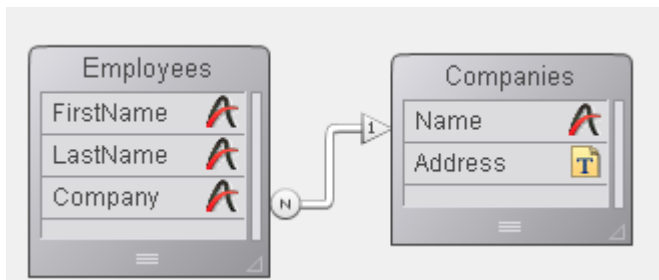 Employees
FirstName
LastName
Company
N
1
Companies
Name
Address
T